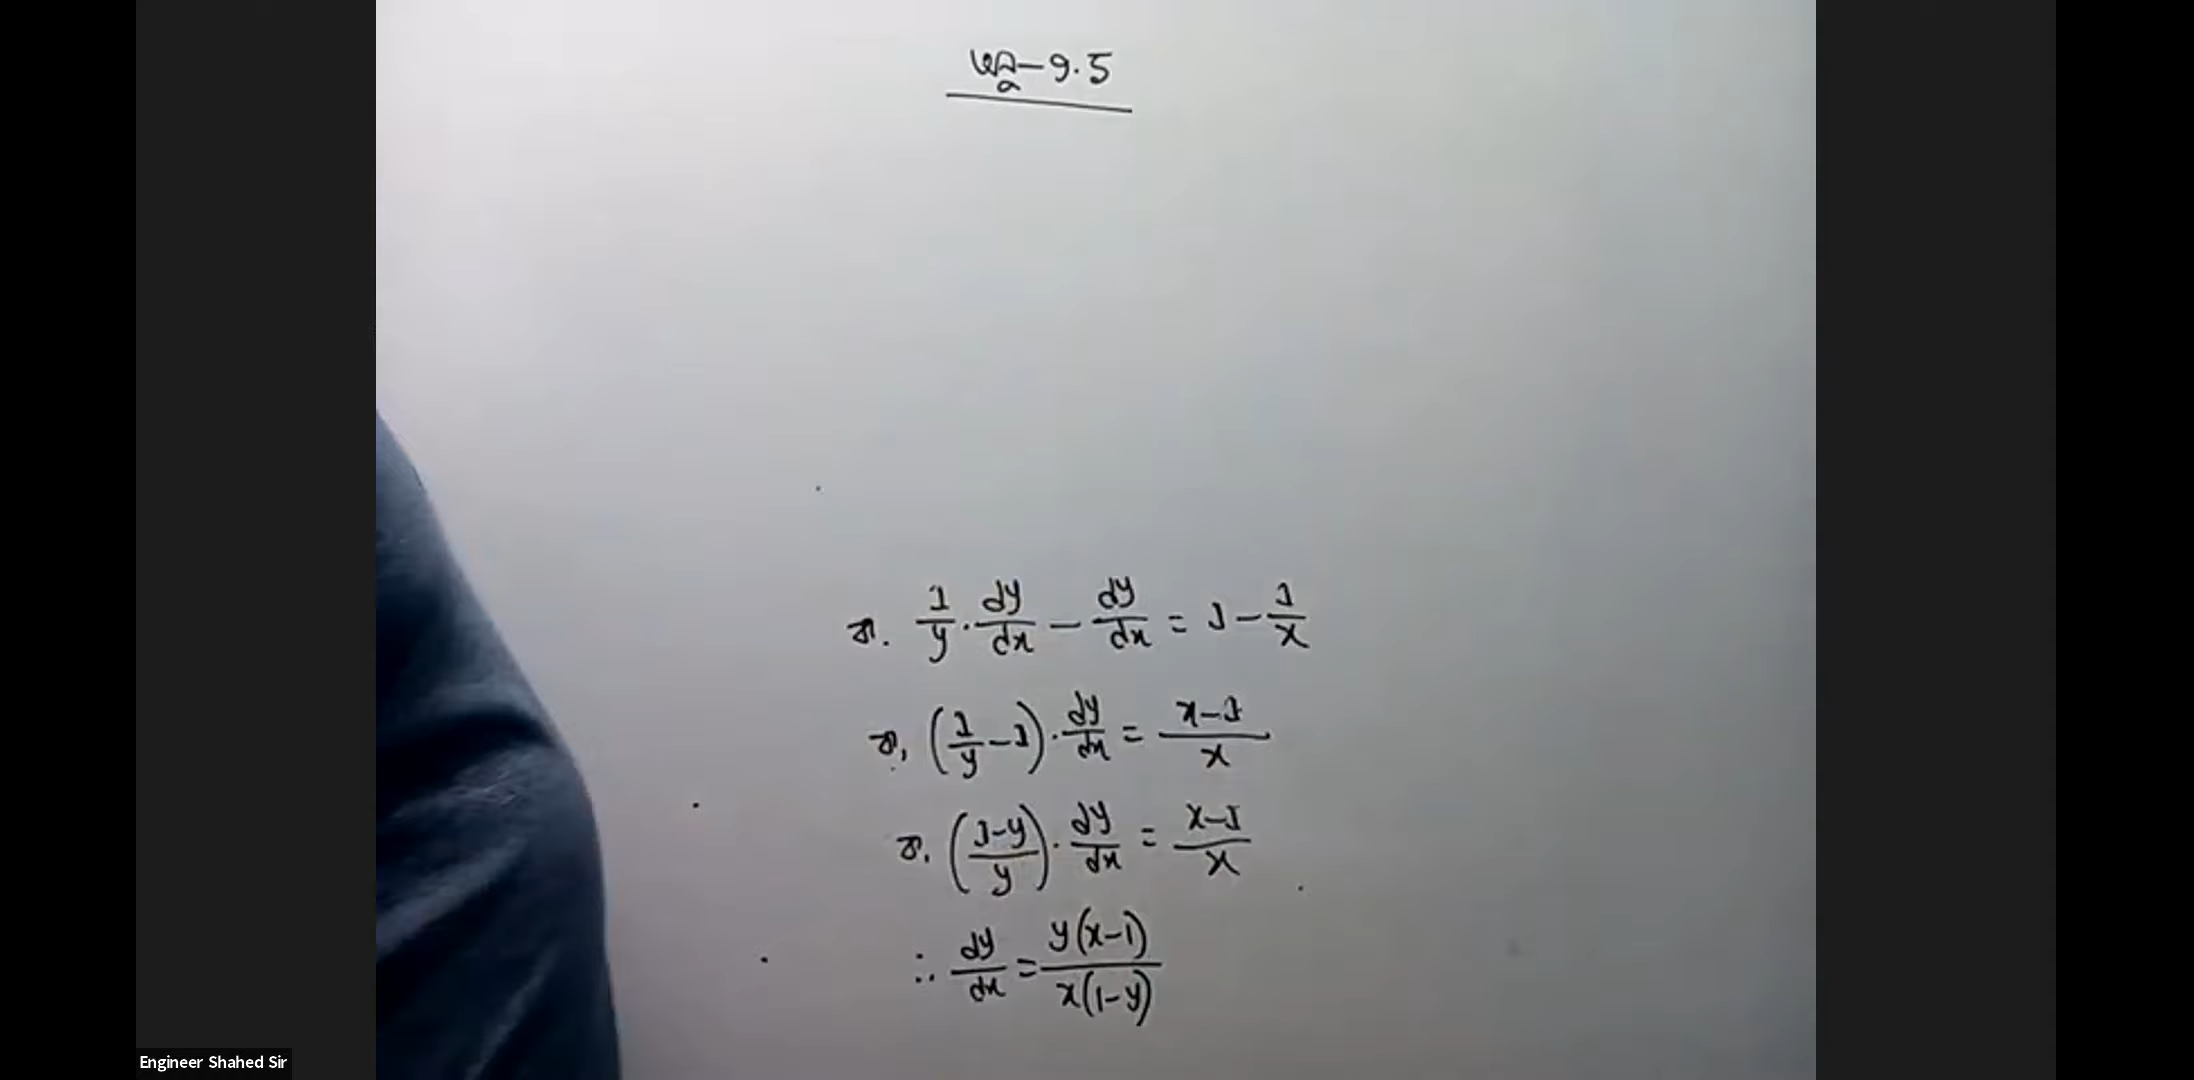 অনু-9.5
বা. 1/y · dy/dx - dy/dx = 1 - 1/x
বা, (1/y - 1) · dy/dx = (x-1)/x
বা. ((1-y)/y) · dy/dx = (x-1)/x
∴ dy/dx = y(x-1)/x(1-y)
Engineer Shahed Sir